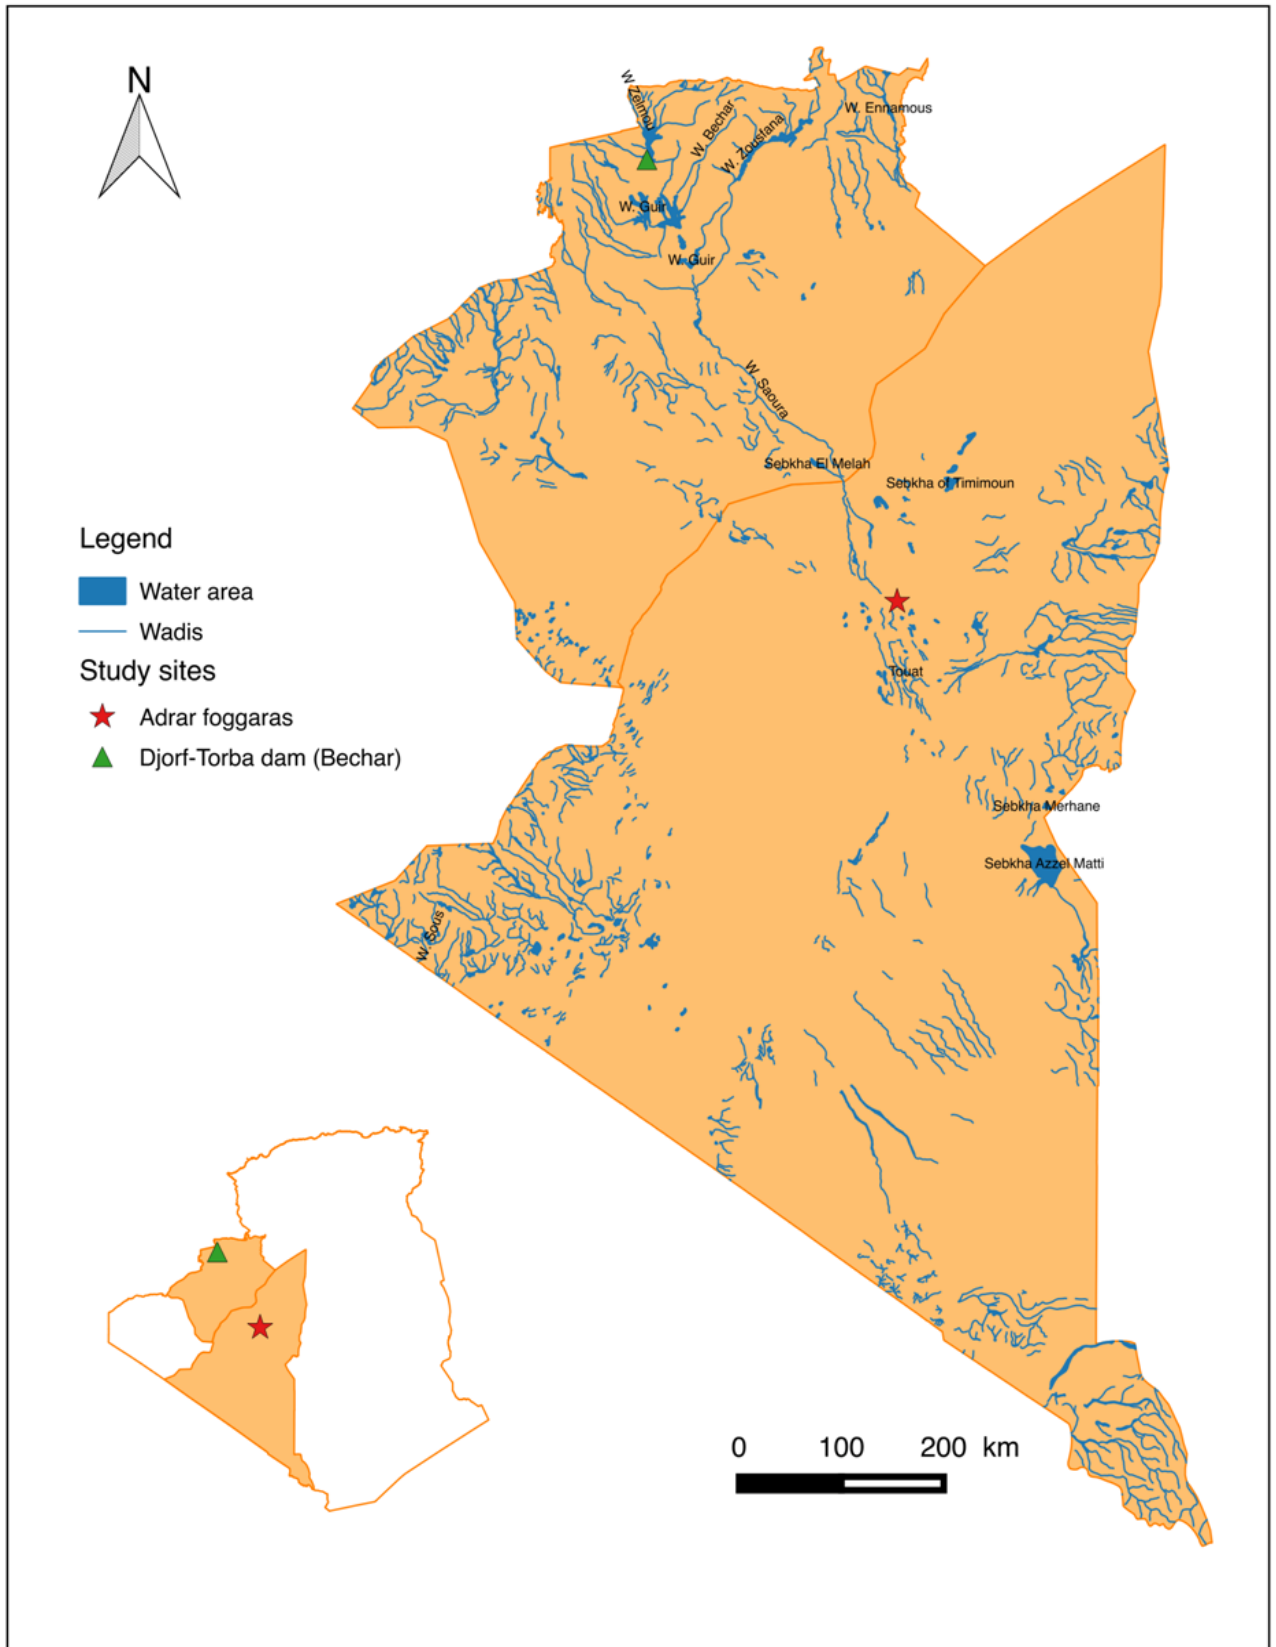 N
W Zelmou
W. Bechar
W. Zousfana
W. Ennamous
W. Guir
W. Guir
W. Saoura
Sebkha El Melah
Sebkha of Timimoun
Legend
Water area
Wadis
Study sites
Adrar foggaras
Djorf-Torba dam (Bechar)
Touat
Sebkha Merhane
Sebkha Azzel Matti
W. Sous
0 100 200 km